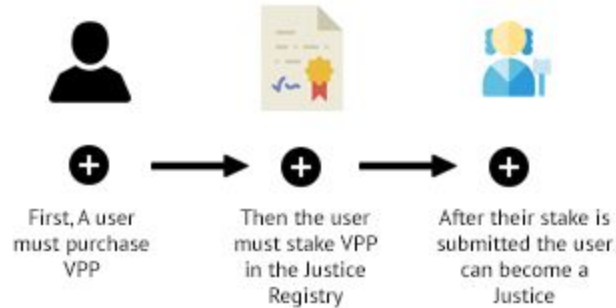 First, A user
must purchase
VPP
Then the user
must stake VPP
in the Justice
Registry
After their stake is
submitted the user
can become a
Justice